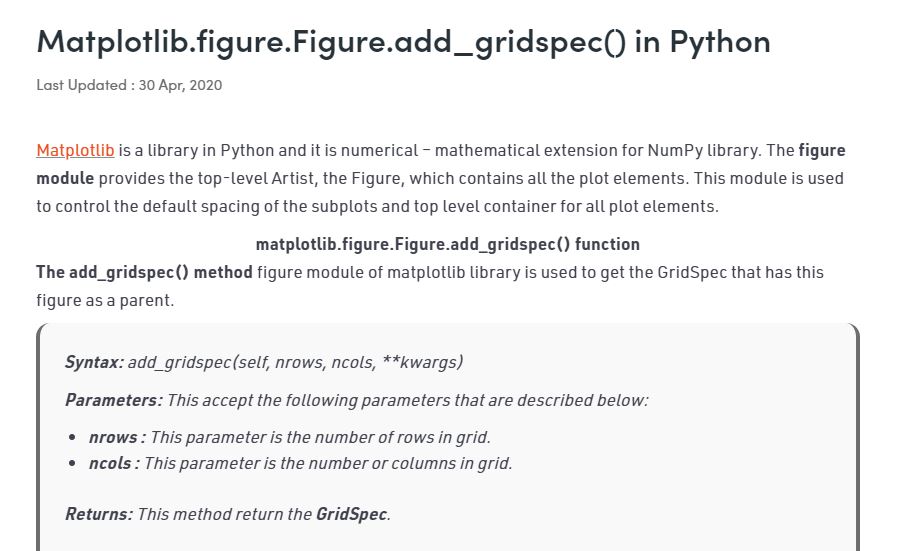 Matplotlib.figure.Figure.add_gridspec() in Python
Last Updated : 30 Apr, 2020
Matplotlib is a library in Python and it is numerical – mathematical extension for NumPy library. The figure
module provides the top-level Artist, the Figure, which contains all the plot elements. This module is used
to control the default spacing of the subplots and top level container for all plot elements.
matplotlib.figure.Figure.add_gridspec() function
The add_gridspec() method figure module of matplotlib library is used to get the GridSpec that has this
figure as a parent.
Syntax: add_gridspec(self, nrows, ncols, **kwargs)
Parameters: This accept the following parameters that are described below:
• nrows : This parameter is the number of rows in grid.
• ncols : This parameter is the number or columns in grid.
Returns: This method return the GridSpec.